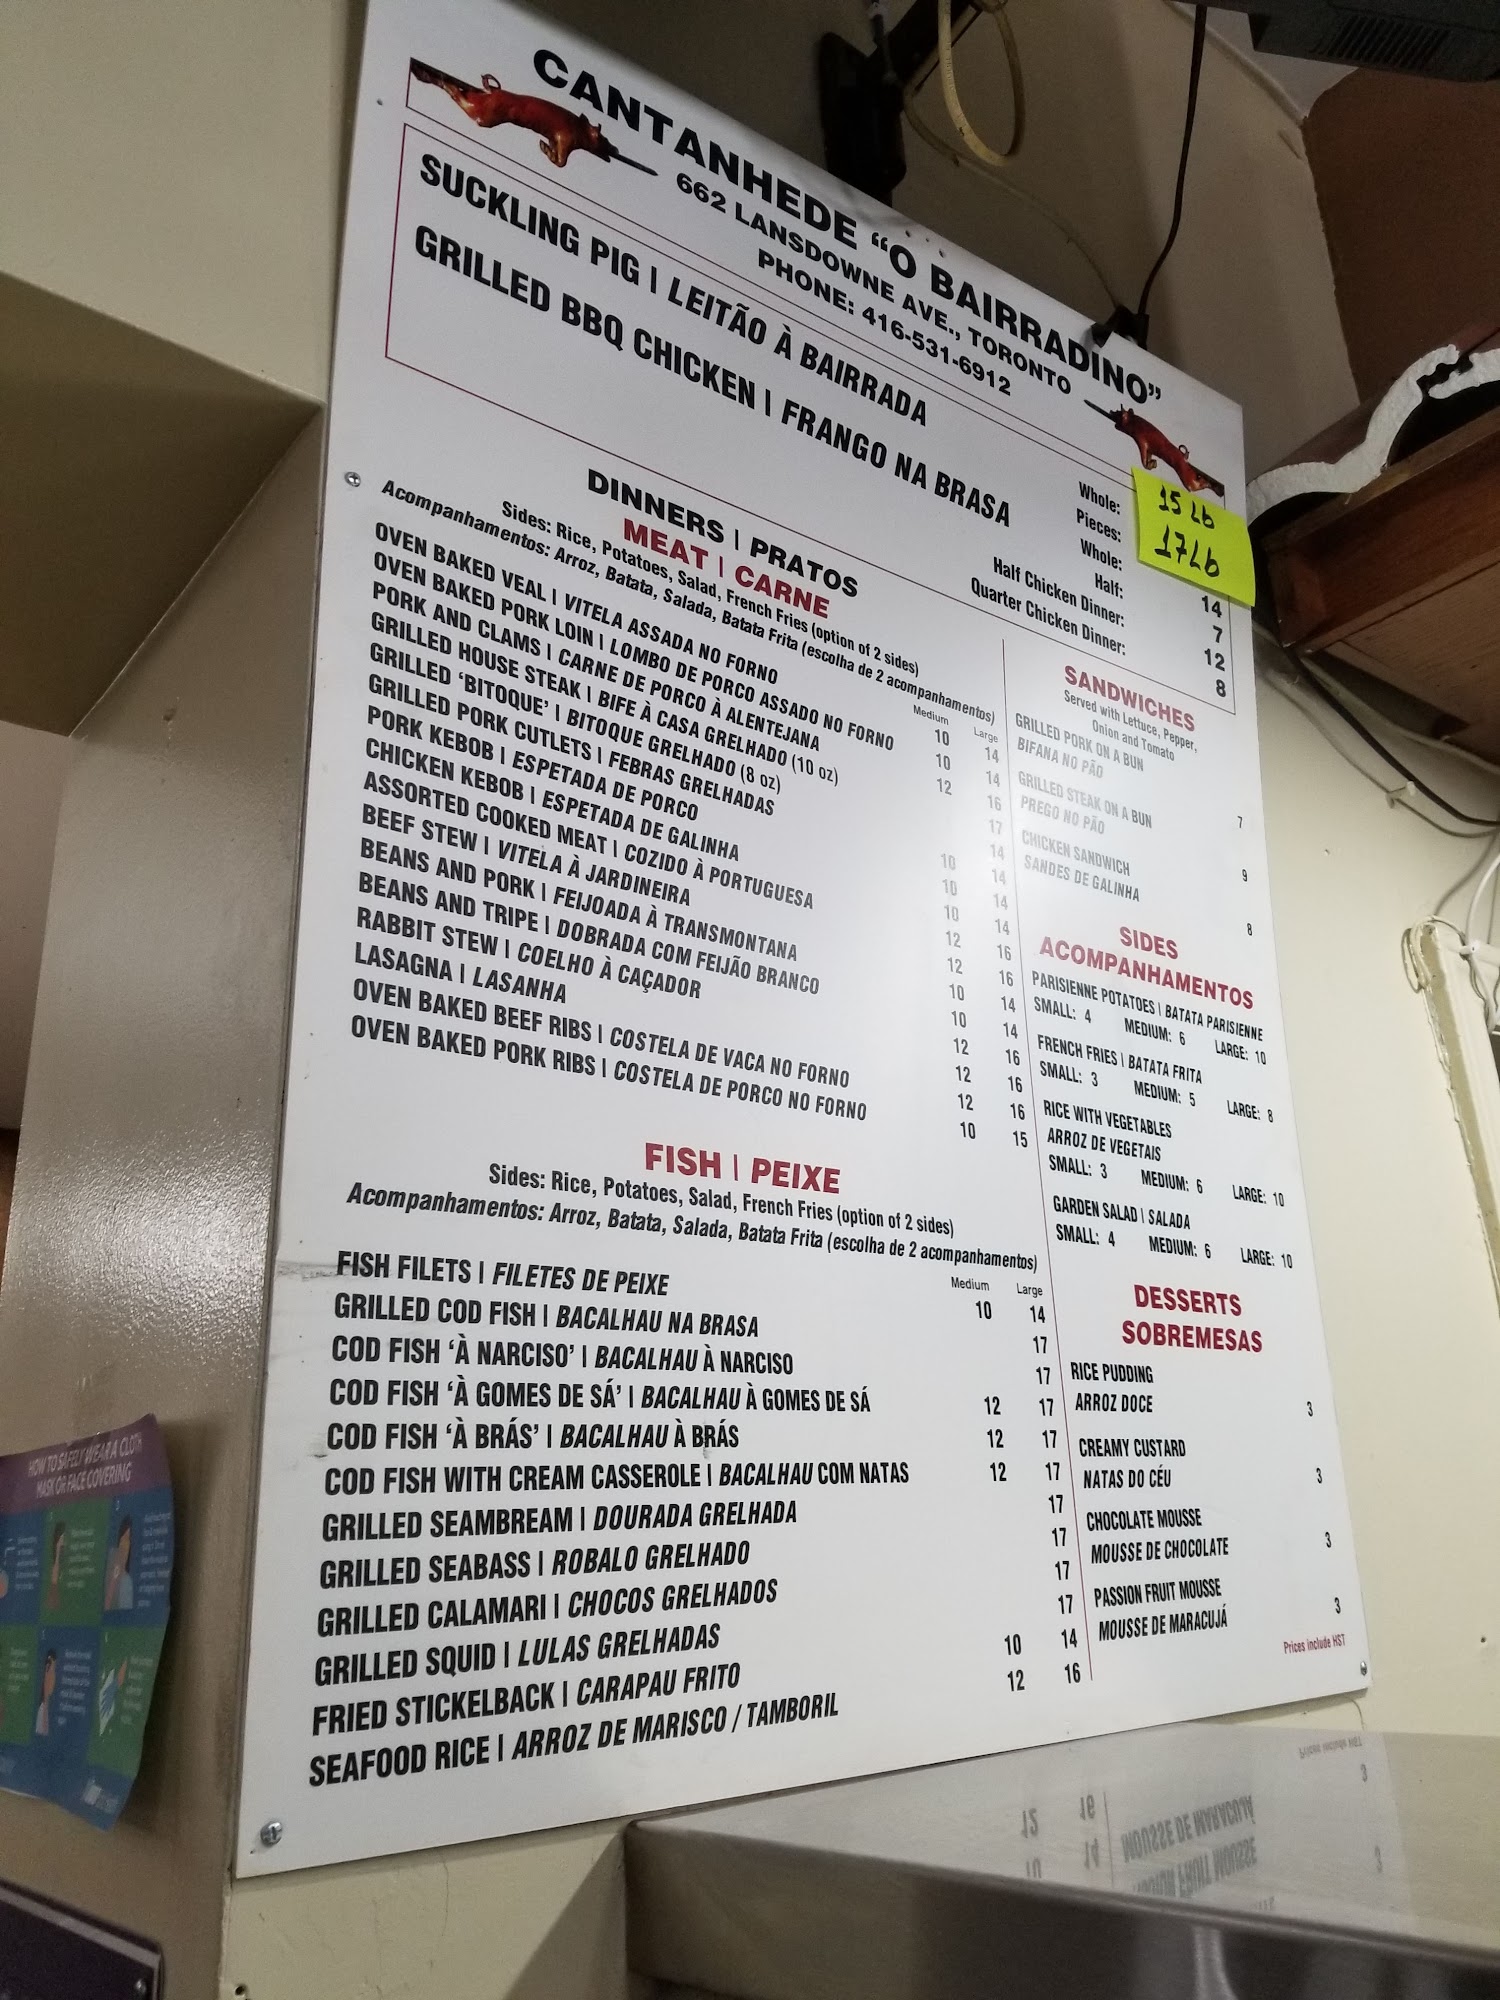 CANTANHEDE “O BAIRRADINO”
662 LANSDOWNE AVE., TORONTO
PHONE: 416-531-6912
SUCKLING PIG | LEITÃO À BAIRRADA
Whole: 15 Lb
Pieces: 17 Lb
GRILLED BBQ CHICKEN | FRANGO NA BRASA
Whole: 14
Half: 7
Half Chicken Dinner: 12
Quarter Chicken Dinner: 8
DINNERS | PRATOS
MEAT | CARNE
Sides: Rice, Potatoes, Salad, French Fries (option of 2 sides)
Acompanhamentos: Arroz, Batata, Salada, Batata Frita (escolha de 2 acompanhamentos)
Medium Large
OVEN BAKED VEAL | VITELA ASSADA NO FORNO 10 14
OVEN BAKED PORK LOIN | LOMBO DE PORCO ASSADO NO FORNO 10 14
PORK AND CLAMS | CARNE DE PORCO À ALENTEJANA 12 16
GRILLED HOUSE STEAK | BIFE À CASA GRELHADO (10 oz) 17
GRILLED ‘BITOQUE’ | BITOQUE GRELHADO (8 oz) 14
GRILLED PORK CUTLETS | FEBRAS GRELHADAS 10 14
PORK KEBOB | ESPETADA DE PORCO 10 14
CHICKEN KEBOB | ESPETADA DE GALINHA 10 14
ASSORTED COOKED MEAT | COZIDO À PORTUGUESA 12 16
BEEF STEW | VITELA À JARDINEIRA 12 16
BEANS AND PORK | FEIJOADA À TRANSMONTANA 10 14
BEANS AND TRIPE | DOBRADA COM FEIJÃO BRANCO 10 14
RABBIT STEW | COELHO À CAÇADOR 12 16
LASAGNA | LASANHA 12 16
OVEN BAKED BEEF RIBS | COSTELA DE VACA NO FORNO 12 16
OVEN BAKED PORK RIBS | COSTELA DE PORCO NO FORNO 10 15
FISH | PEIXE
Sides: Rice, Potatoes, Salad, French Fries (option of 2 sides)
Acompanhamentos: Arroz, Batata, Salada, Batata Frita (escolha de 2 acompanhamentos)
Medium Large
FISH FILETS | FILETES DE PEIXE 10 14
GRILLED COD FISH | BACALHAU NA BRASA 17
COD FISH ‘À NARCISO’ | BACALHAU À NARCISO 17
COD FISH ‘À GOMES DE SÁ’ | BACALHAU À GOMES DE SÁ 12 17
COD FISH ‘À BRÁS’ | BACALHAU À BRÁS 12 17
COD FISH WITH CREAM CASSEROLE | BACALHAU COM NATAS 12 17
GRILLED SEAMBREAM | DOURADA GRELHADA 17
GRILLED SEABASS | ROBALO GRELHADO 17
GRILLED CALAMARI | CHOCOS GRELHADOS 17
GRILLED SQUID | LULAS GRELHADAS 17
FRIED STICKELBACK | CARAPAU FRITO 10 14
SEAFOOD RICE | ARROZ DE MARISCO / TAMBORIL 12 16
SANDWICHES
Served with Lettuce, Pepper,
Onion and Tomato
GRILLED PORK ON A BUN
BIFANA NO PÃO 7
GRILLED STEAK ON A BUN
PREGO NO PÃO 9
CHICKEN SANDWICH
SANDES DE GALINHA 8
SIDES
ACOMPANHAMENTOS
PARISIENNE POTATOES | BATATA PARISIENNE
SMALL: 4 MEDIUM: 6 LARGE: 10
FRENCH FRIES | BATATA FRITA
SMALL: 3 MEDIUM: 5 LARGE: 8
RICE WITH VEGETABLES
ARROZ DE VEGETAIS
SMALL: 3 MEDIUM: 6 LARGE: 10
GARDEN SALAD | SALADA
SMALL: 4 MEDIUM: 6 LARGE: 10
DESSERTS
SOBREMESAS
RICE PUDDING
ARROZ DOCE 3
CREAMY CUSTARD
NATAS DO CÉU 3
CHOCOLATE MOUSSE
MOUSSE DE CHOCOLATE 3
PASSION FRUIT MOUSSE
MOUSSE DE MARACUJÁ 3
Prices include HST
HOW TO SAFELY WEAR A CLOTH
MASK OR FACE COVERING